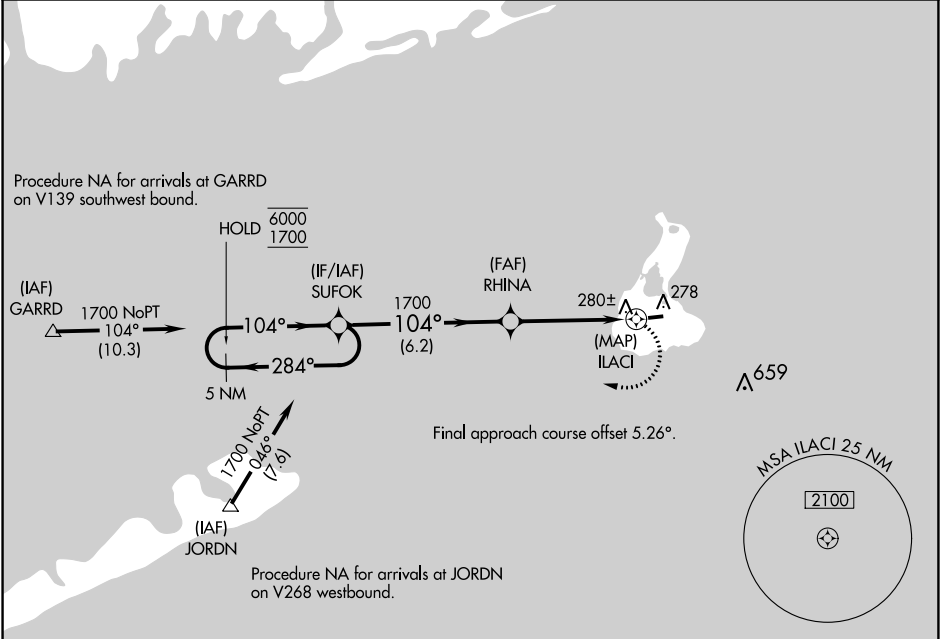 Procedure NA for arrivals at GARRD
on V139 southwest bound.
HOLD 6000
1700
(IAF)
GARRD
1700 NoPT
104°
(10.3)
(IF/IAF)
SUFOK
104°
284°
5 NM
1700
104°
(6.2)
(FAF)
RHINA
280±
278
(MAP)
ILACI
659
1700 NoPT
046°
(7.6)
(IAF)
JORDN
Final approach course offset 5.26°.
Procedure NA for arrivals at JORDN
on V268 westbound.
MSA ILACI 25 NM
2100